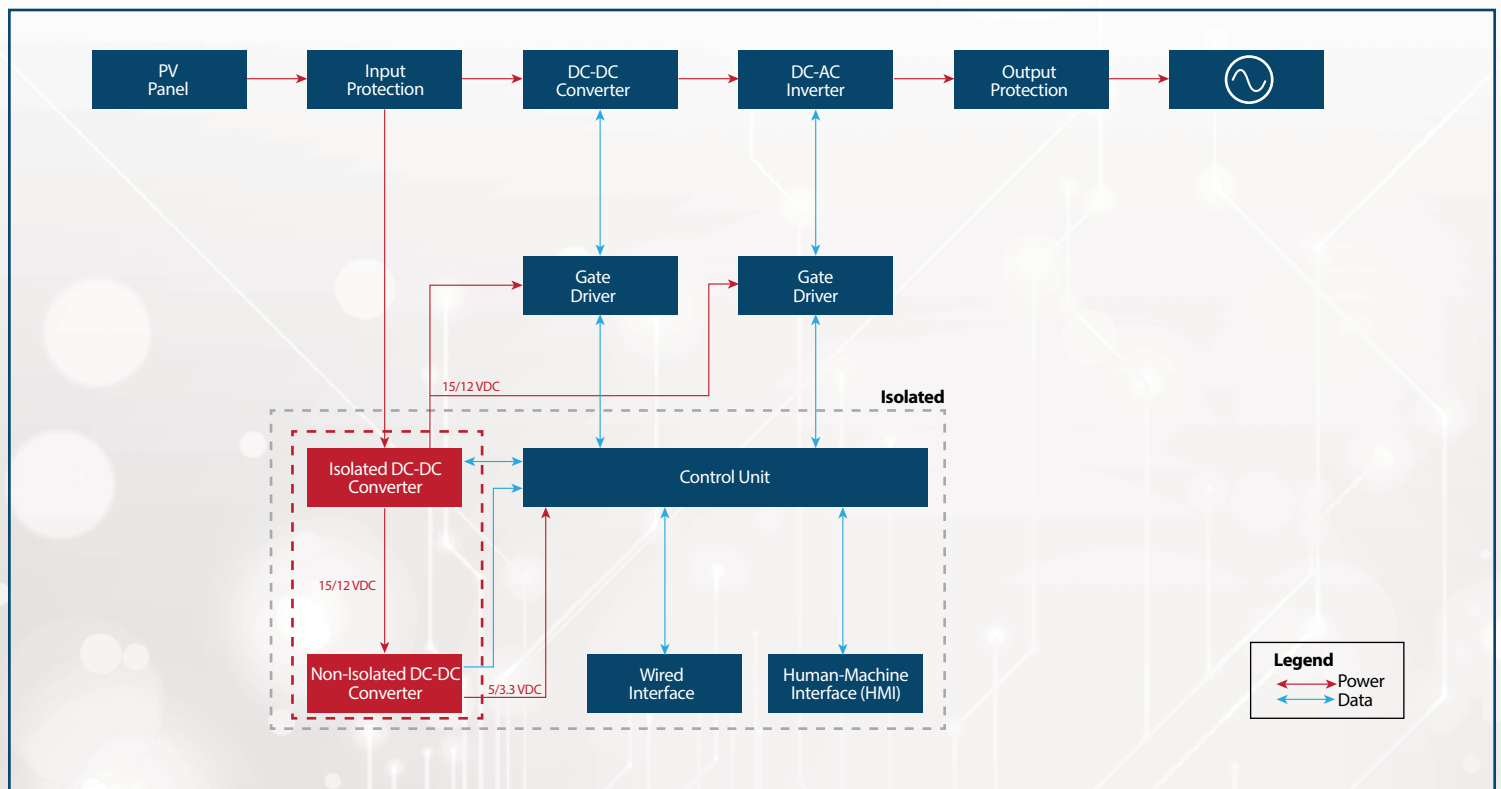 PV
Panel
Input
Protection
DC-DC
Converter
DC-AC
Inverter
Output
Protection
Gate
Driver
Gate
Driver
15/12 VDC
Isolated
Isolated DC-DC
Converter
Control Unit
15/12 VDC
Non-Isolated DC-DC
Converter
5/3.3 VDC
Wired
Interface
Human-Machine
Interface (HMI)
Legend
Power
Data